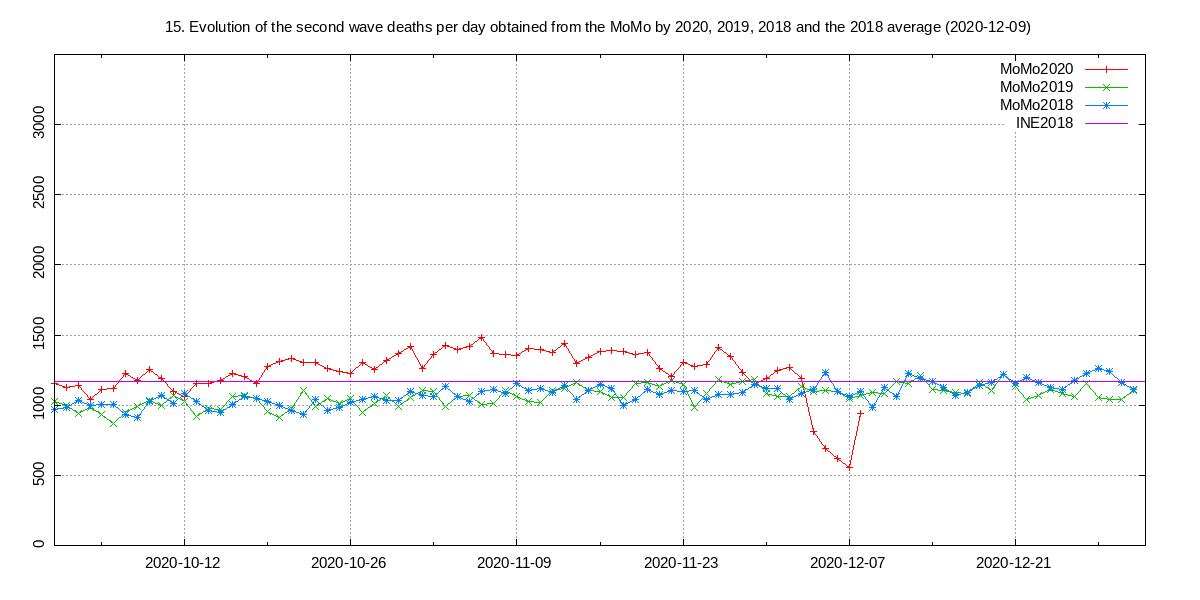 15. Evolution of the second wave deaths per day obtained from the MoMo by 2020, 2019, 2018 and the 2018 average (2020-12-09)
MoMo2020
MoMo2019
MoMo2018
INE2018
3000
2500
2000
1500
1000
500
0
2020-10-12 2020-10-26 2020-11-09 2020-11-23 2020-12-07 2020-12-21